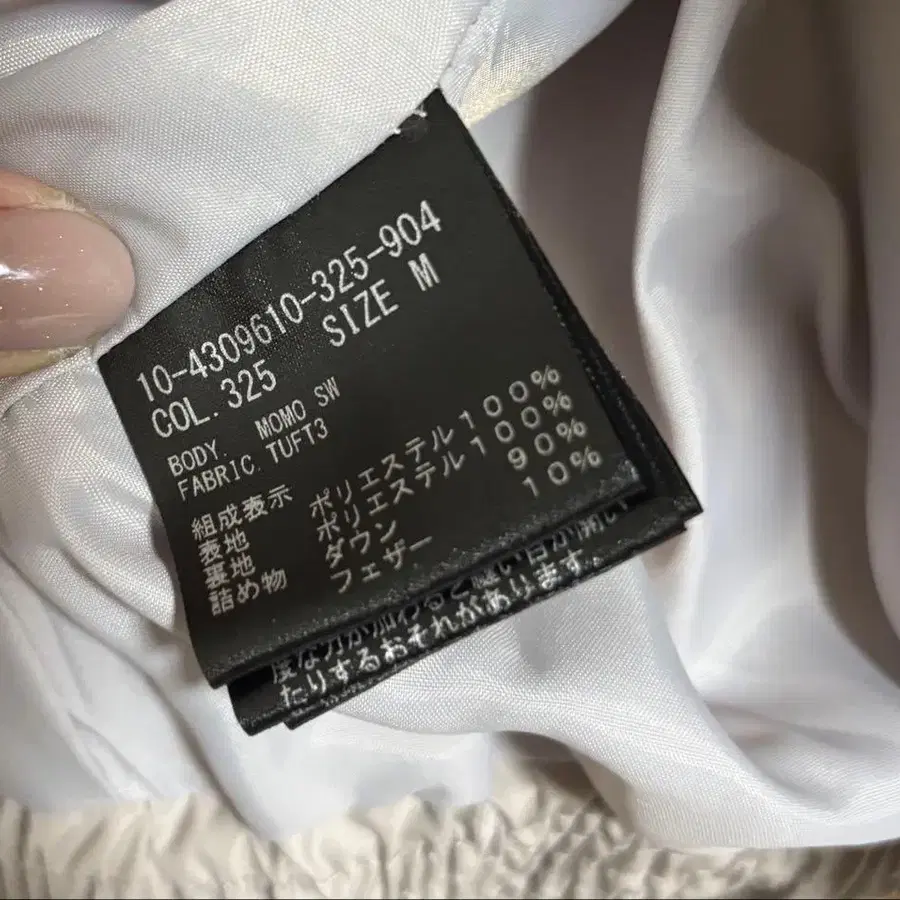 10-4309610-325-904
COL. 325 SIZE M
BODY. MOMO SW
FABRIC. TUFT3
組成表示
表地 ポリエステル100%
裏地 ポリエステル100%
詰め物 ダウン 90%
フェザー 10%
度な力が加わると縫い目が開い
たりするおそれがあります。